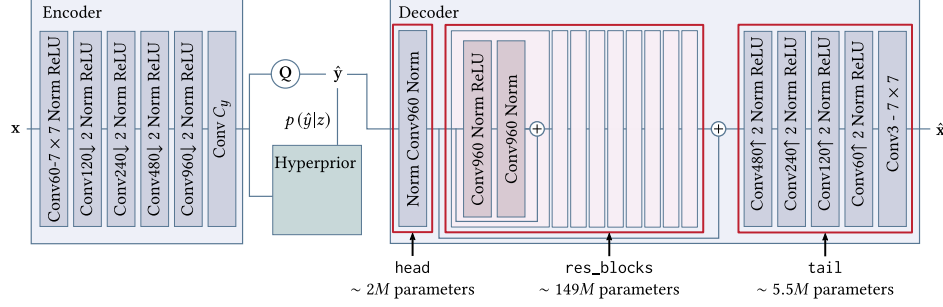 Encoder
Decoder
x
Conv60-7 × 7 Norm ReLU
Conv120↓ 2 Norm ReLU
Conv240↓ 2 Norm ReLU
Conv480↓ 2 Norm ReLU
Conv960↓ 2 Norm ReLU
Conv C_y
Q
ŷ
p (ŷ|z)
Hyperprior
Norm Conv960 Norm
Conv960 Norm ReLU
Conv960 Norm
+
+
Conv480↑ 2 Norm ReLU
Conv240↑ 2 Norm ReLU
Conv120↑ 2 Norm ReLU
Conv60↑ 2 Norm ReLU
Conv3 - 7 × 7
x̂
head
~ 2M parameters
res_blocks
~ 149M parameters
tail
~ 5.5M parameters